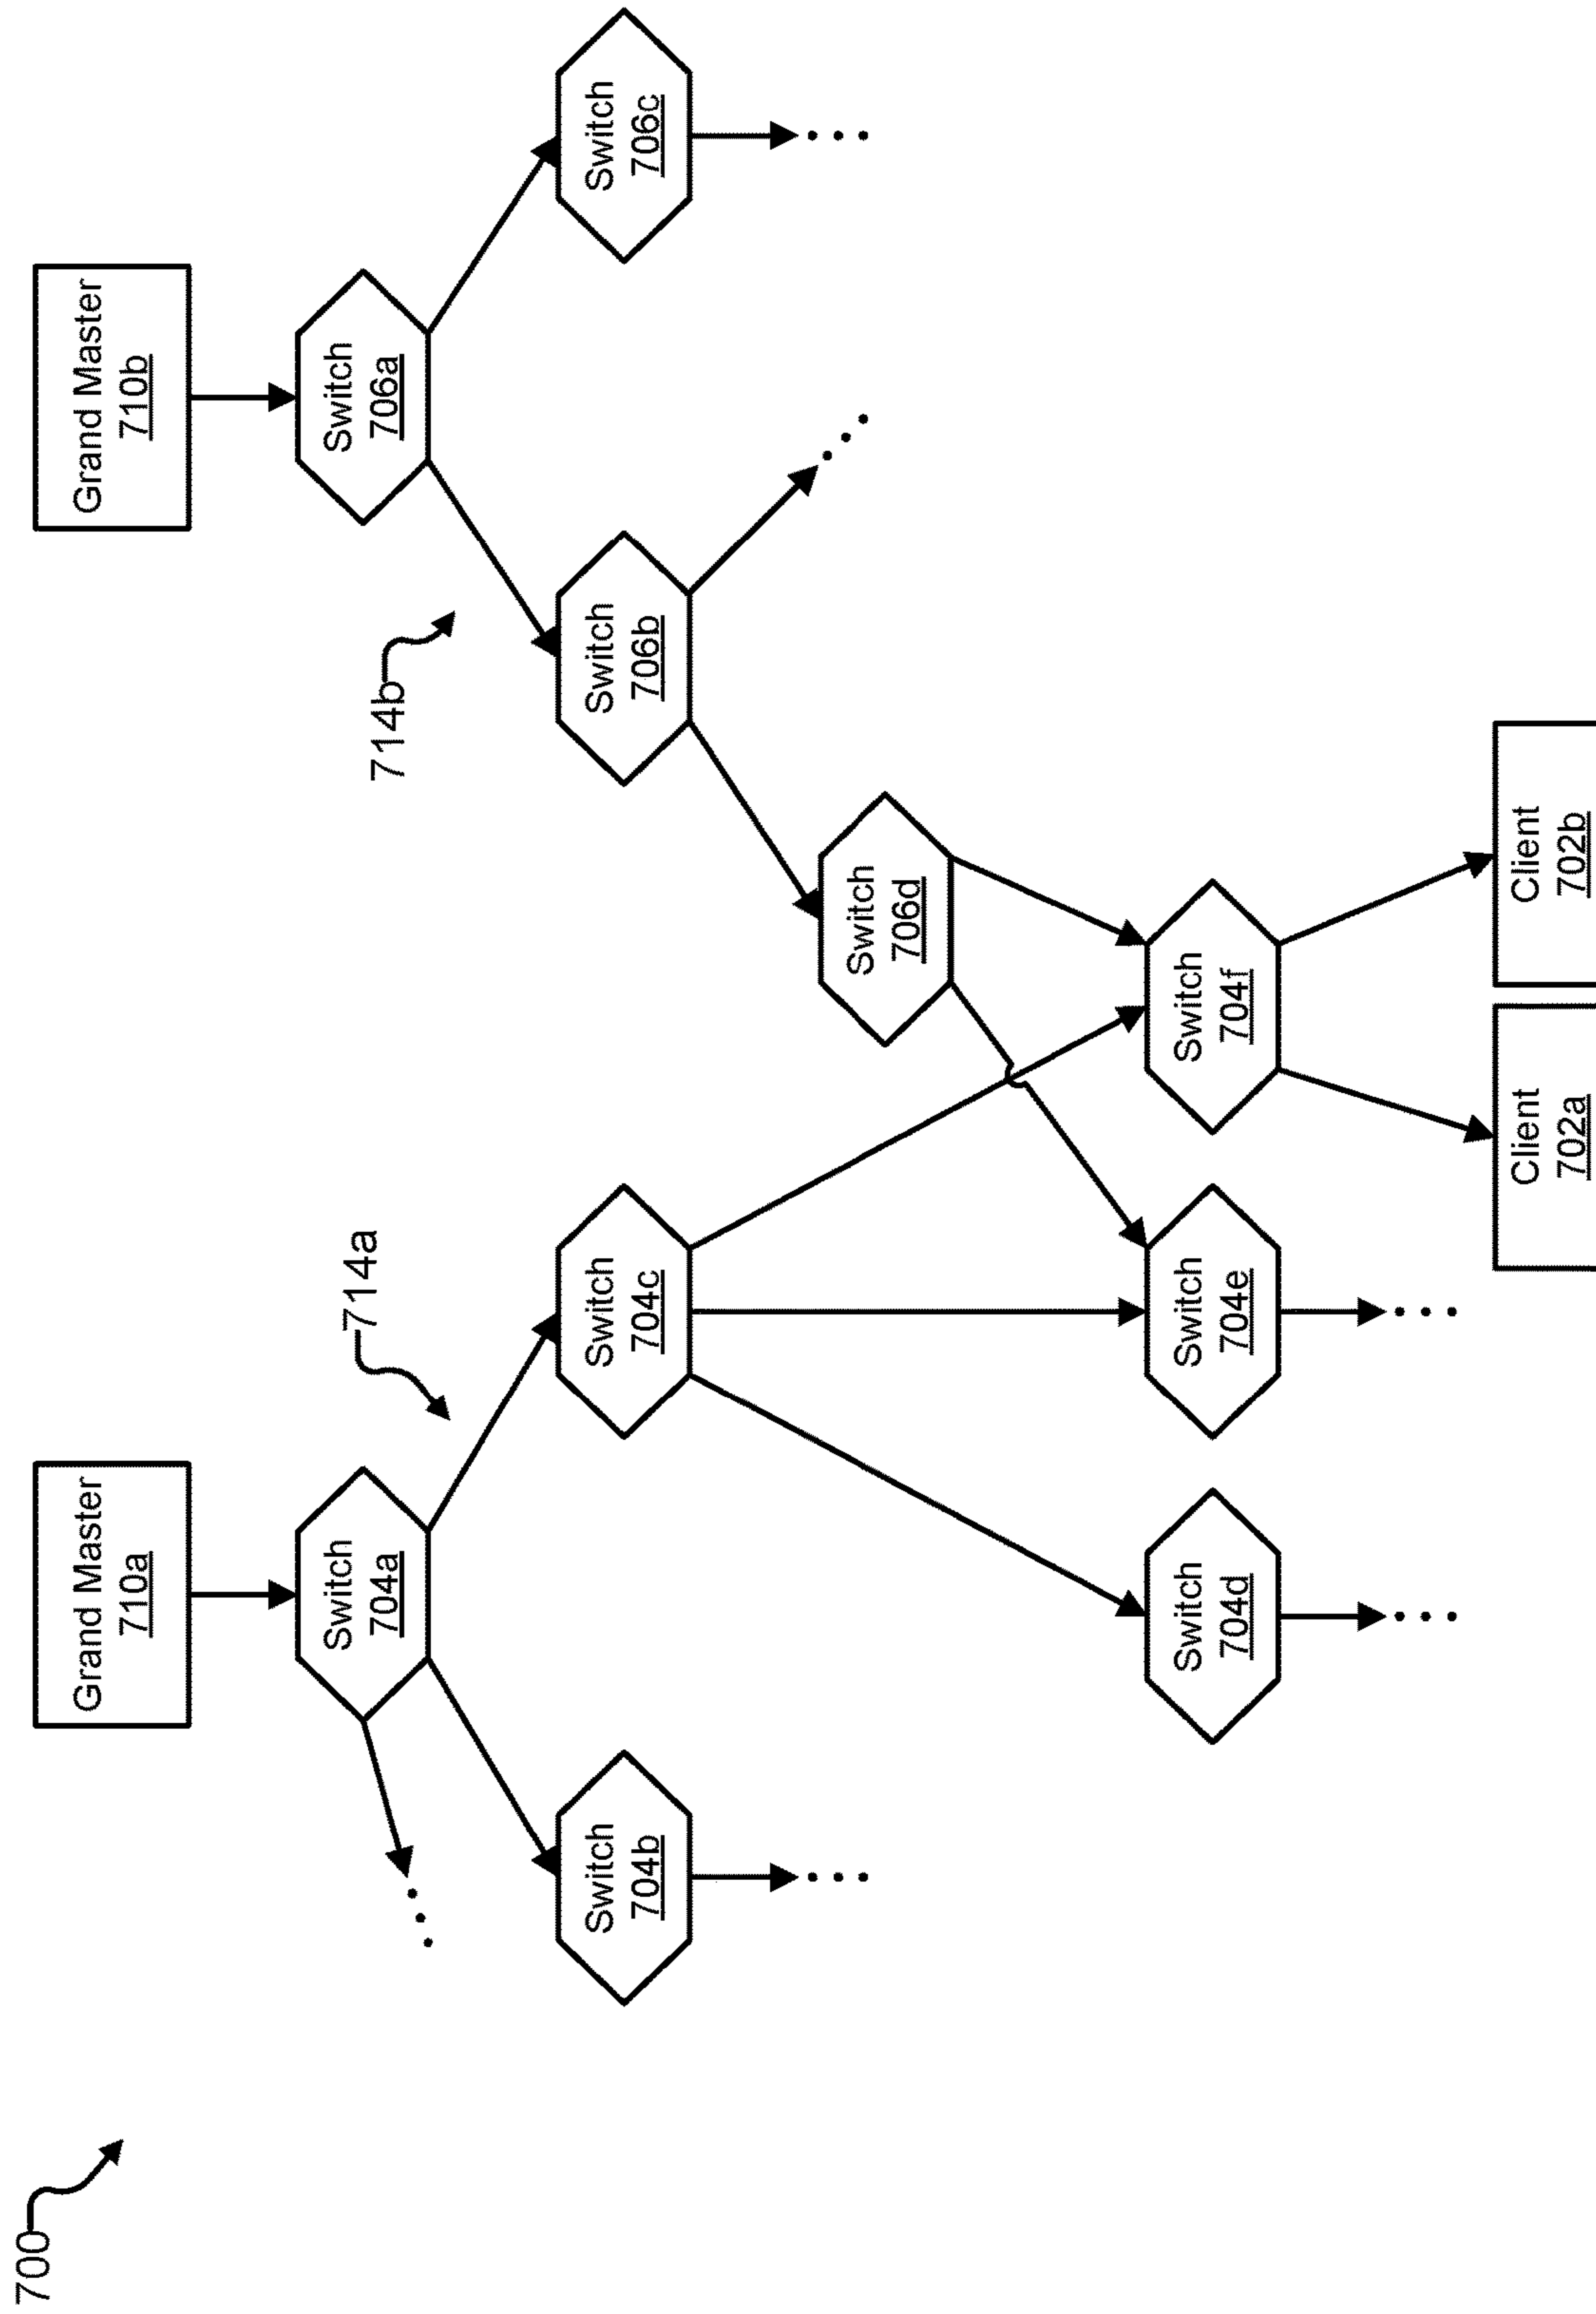 700
Grand Master
710a
Grand Master
710b
Switch
704a
714a
714b
Switch
706a
Switch
704b
Switch
704c
Switch
706b
Switch
706c
Switch
706d
Switch
704d
Switch
704e
Switch
704f
Client
702a
Client
702b